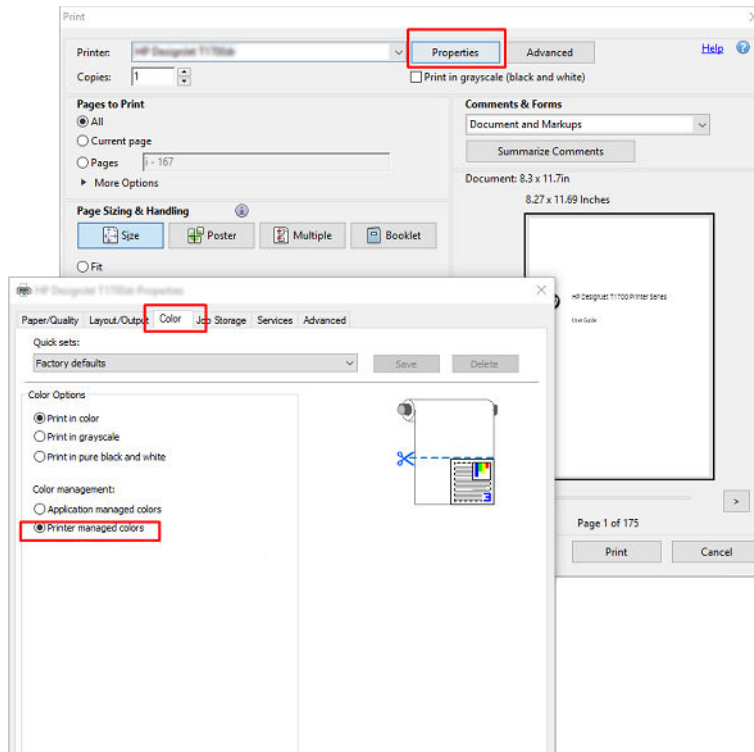 Print
Printer: Properties Advanced Help ?
Copies: 1 Print in grayscale (black and white)
Pages to Print
All
Current page
Pages i - 167
More Options
Comments & Forms
Document and Markups
Summarize Comments
Page Sizing & Handling
Size Poster Multiple Booklet
Fit
Document: 8.3 x 11.7in
8.27 x 11.69 Inches
HP DesignJet T1700 Printer Series
User Guide
>
Page 1 of 175
Print Cancel
HP DesignJet T1700dr Properties
Paper/Quality Layout/Output Color Job Storage Services Advanced
Quick sets:
Factory defaults Save Delete
Color Options
Print in color
Print in grayscale
Print in pure black and white
Color management:
Application managed colors
Printer managed colors
3